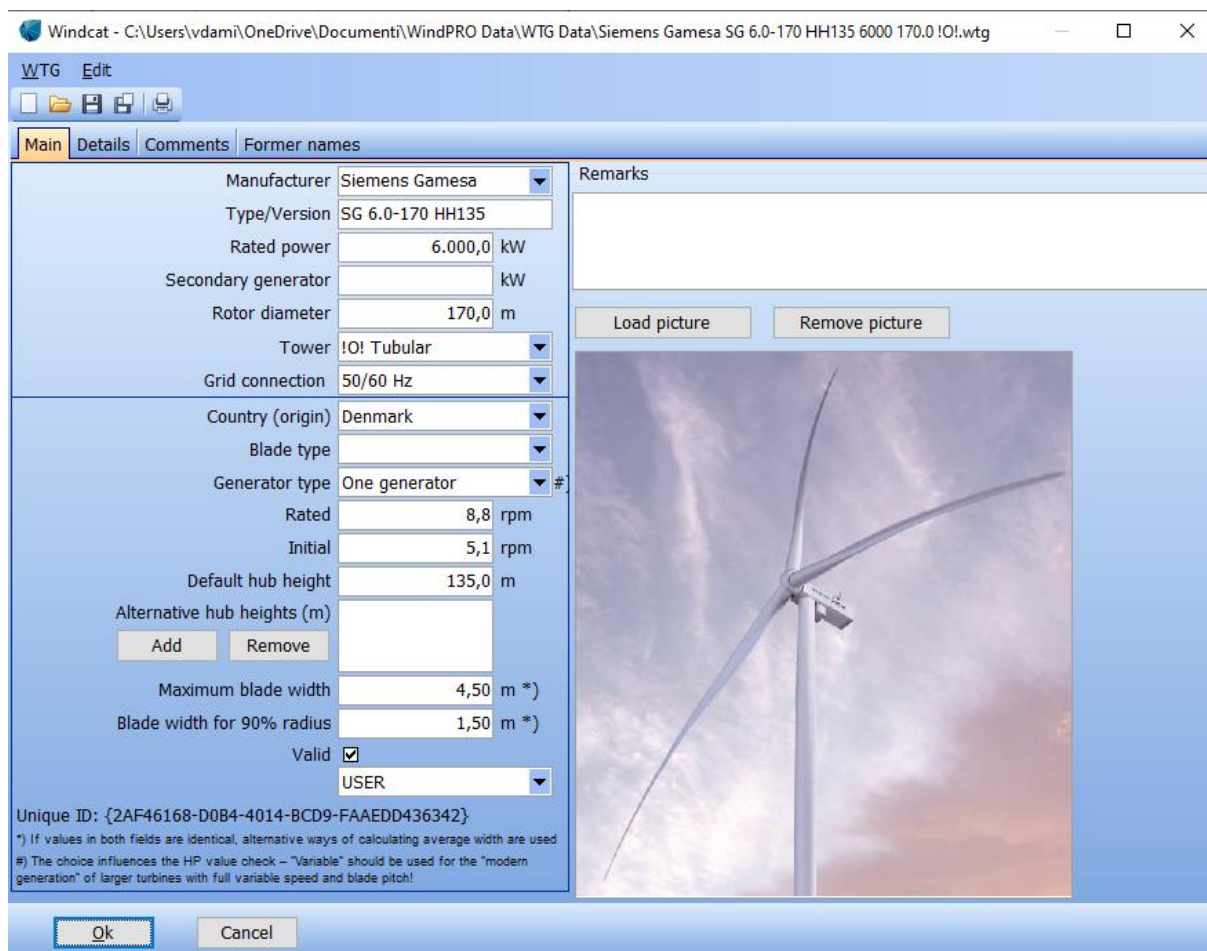 Windcat - C:\Users\vdami\OneDrive\Documenti\WindPRO Data\WTG Data\Siemens Gamesa SG 6.0-170 HH135 6000 170.0 !O!.wtg
WTG Edit
Main Details Comments Former names
Manufacturer Siemens Gamesa
Type/Version SG 6.0-170 HH135
Rated power 6.000,0 kW
Secondary generator kW
Rotor diameter 170,0 m
Tower !O! Tubular
Grid connection 50/60 Hz
Country (origin) Denmark
Blade type
Generator type One generator #)
Rated 8,8 rpm
Initial 5,1 rpm
Default hub height 135,0 m
Alternative hub heights (m)
Add Remove
Maximum blade width 4,50 m *)
Blade width for 90% radius 1,50 m *)
Valid
USER
Unique ID: {2AF46168-D0B4-4014-BCD9-FAAEDD436342}
*) If values in both fields are identical, alternative ways of calculating average width are used
#) The choice influences the HP value check – "Variable" should be used for the "modern
generation" of larger turbines with full variable speed and blade pitch!
Remarks
Load picture Remove picture
Ok Cancel